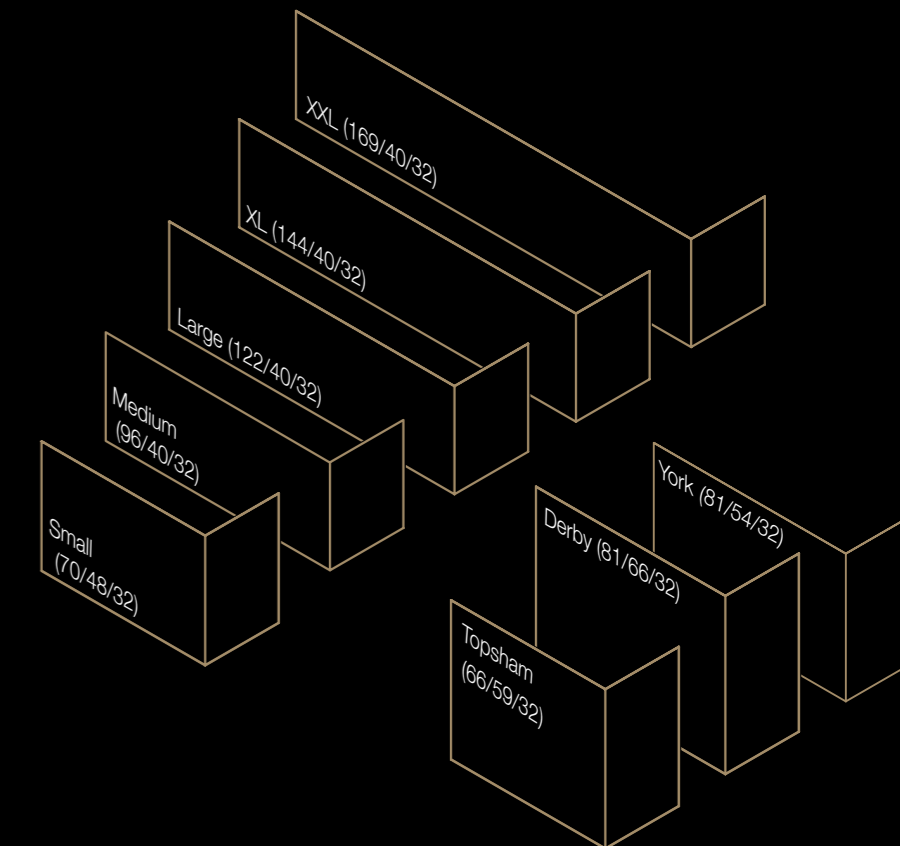 XXL (169/40/32)
XL (144/40/32)
Large (122/40/32)
Medium
(96/40/32)
Small
(70/48/32)
York (81/54/32)
Derby (81/66/32)
Topsham
(66/59/32)